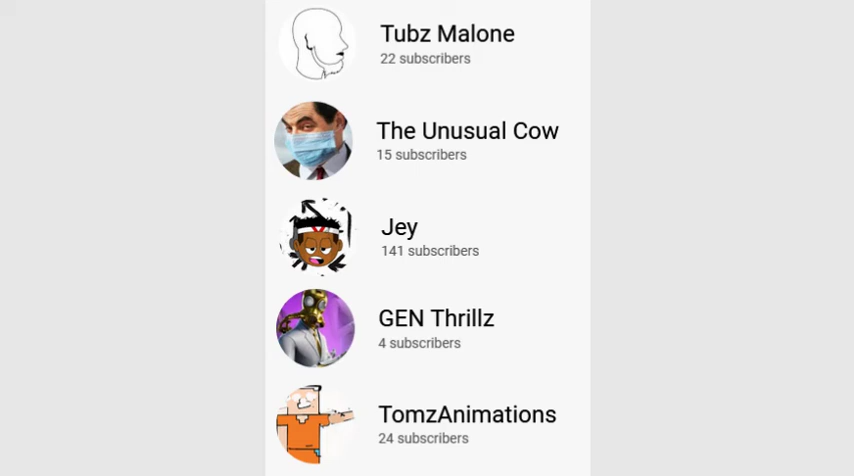 Tubz Malone
22 subscribers
The Unusual Cow
15 subscribers
Jey
141 subscribers
GEN Thrillz
4 subscribers
TomzAnimations
24 subscribers